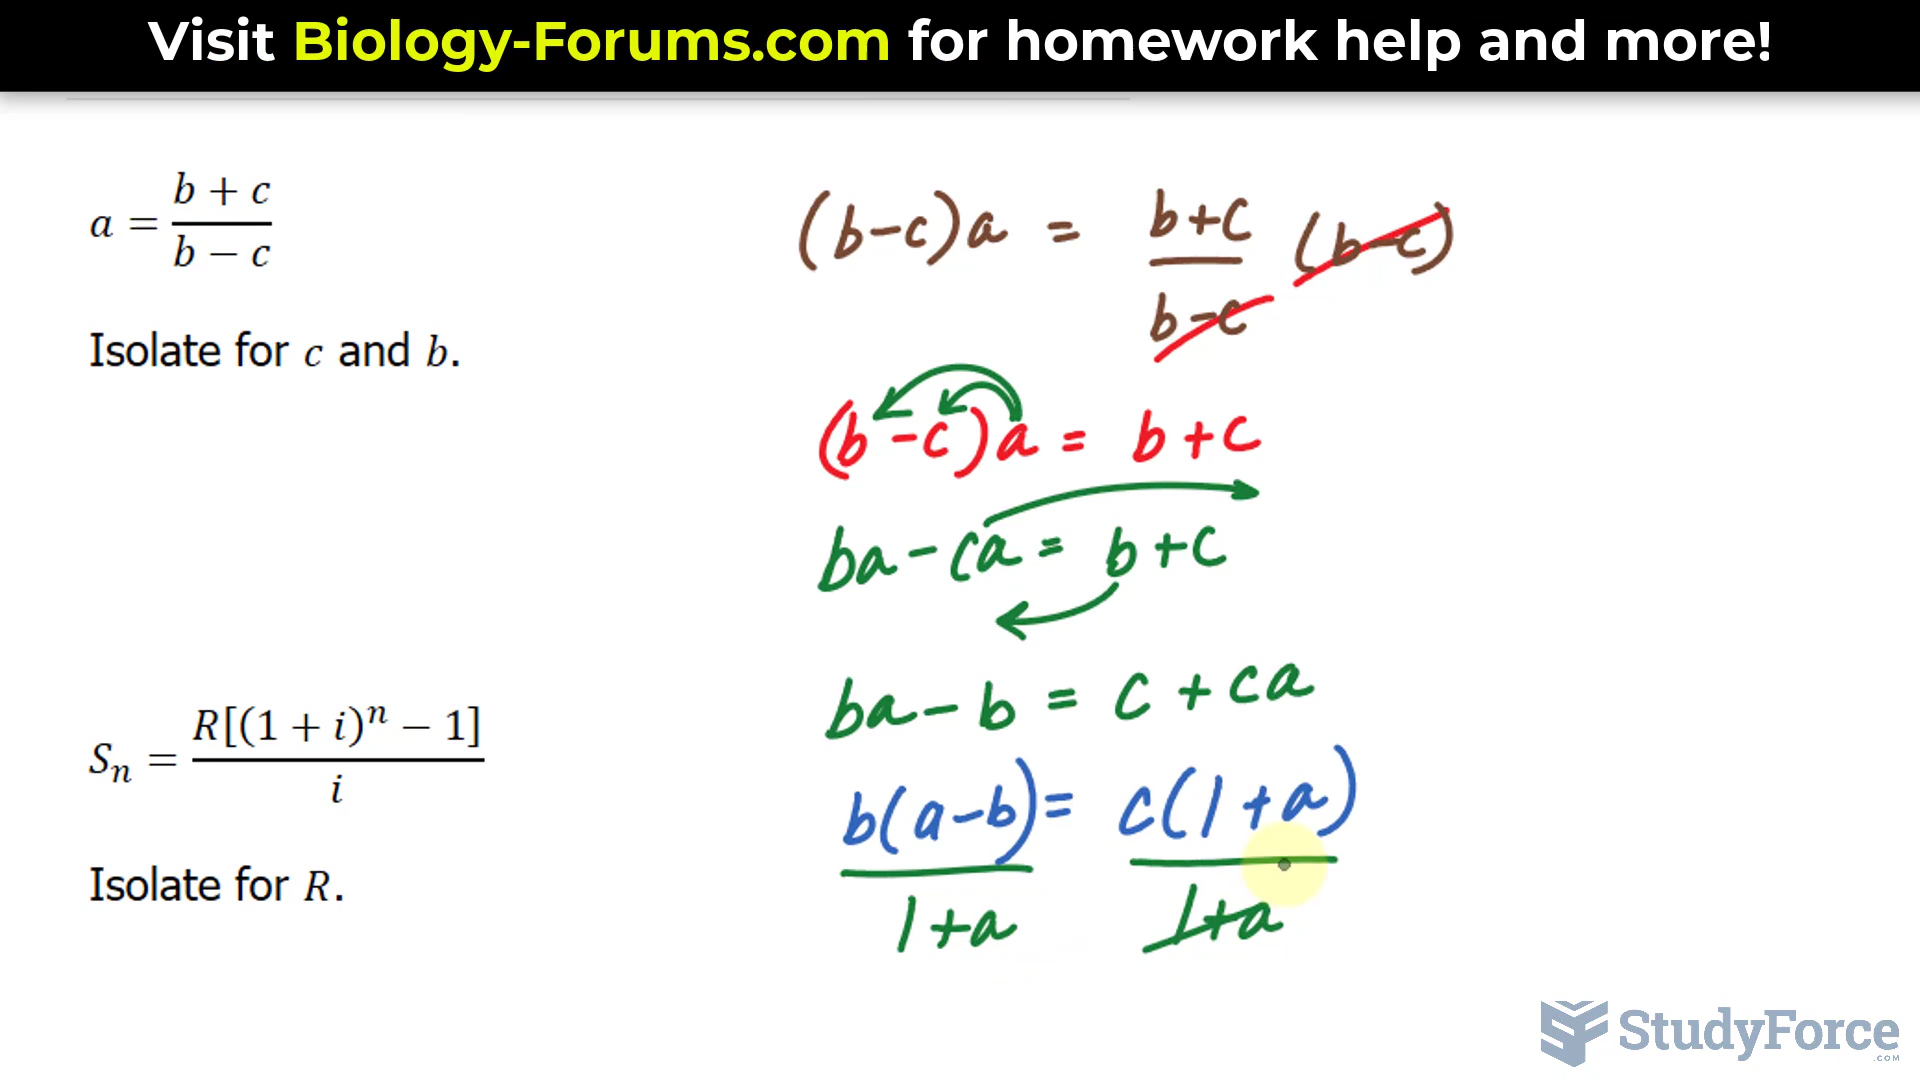 Visit Biology-Forums.com for homework help and more!
a = (b + c)/(b − c)
Isolate for c and b.
Sₙ = R[(1 + i)ⁿ − 1]/i
Isolate for R.
(b-c)a = (b+c)/(b-c) (b-c)
(b-c)a = b+c
ba - ca = b+c
ba - b = c + ca
b(a-b) = c(1+a)
1+a 1+a
StudyForce
.COM